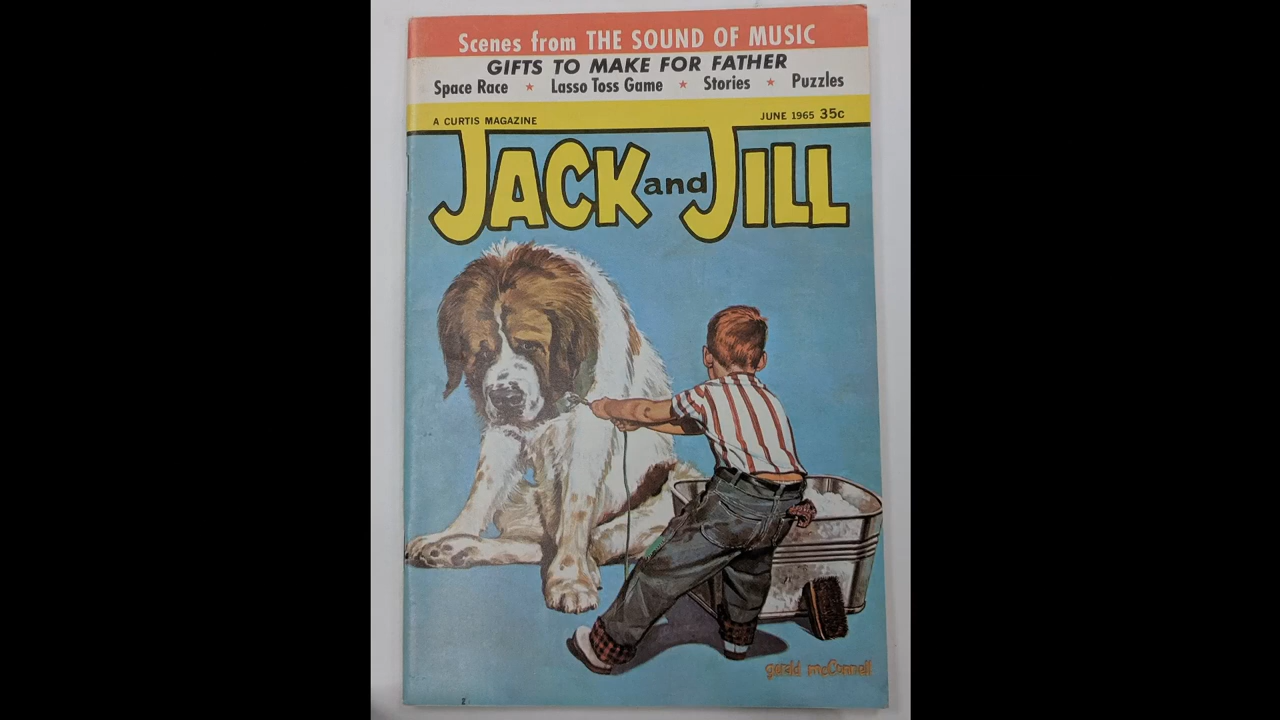 Scenes from THE SOUND OF MUSIC
GIFTS TO MAKE FOR FATHER
Space Race ★ Lasso Toss Game ★ Stories ★ Puzzles
A CURTIS MAGAZINE JUNE 1965 35c
JACK and JILL
gerald mcConnell